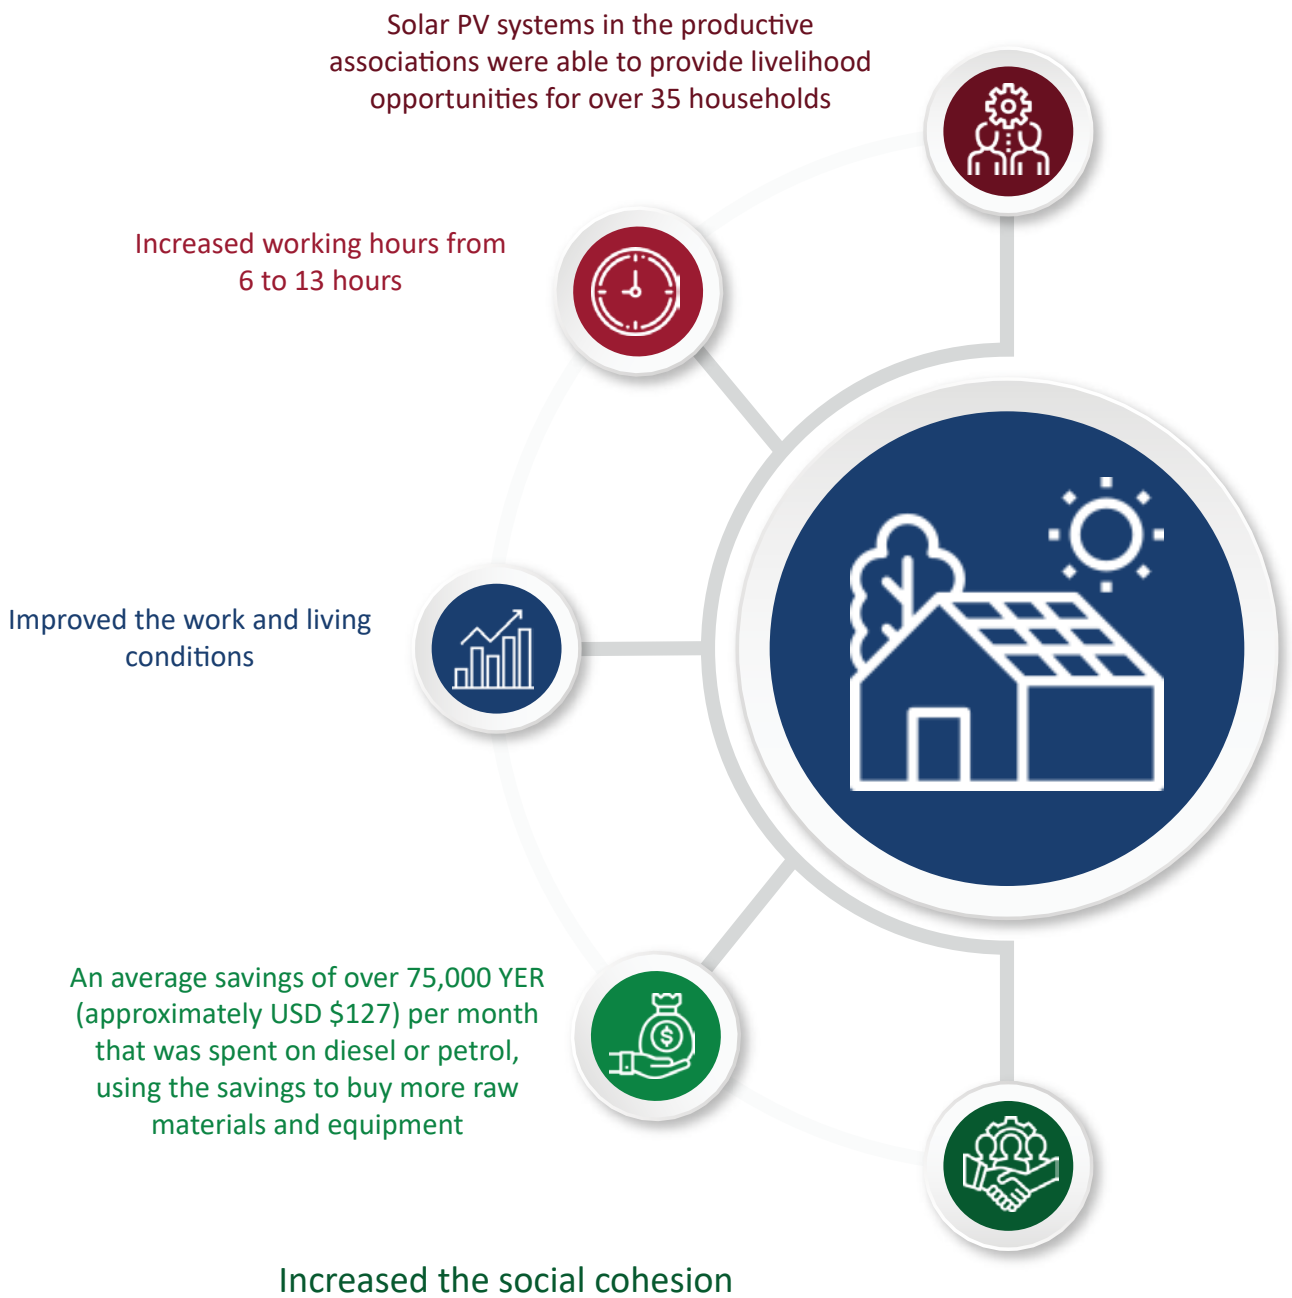 Solar PV systems in the productive
associations were able to provide livelihood
opportunities for over 35 households
Increased working hours from
6 to 13 hours
Improved the work and living
conditions
An average savings of over 75,000 YER
(approximately USD $127) per month
that was spent on diesel or petrol,
using the savings to buy more raw
materials and equipment
$
Increased the social cohesion